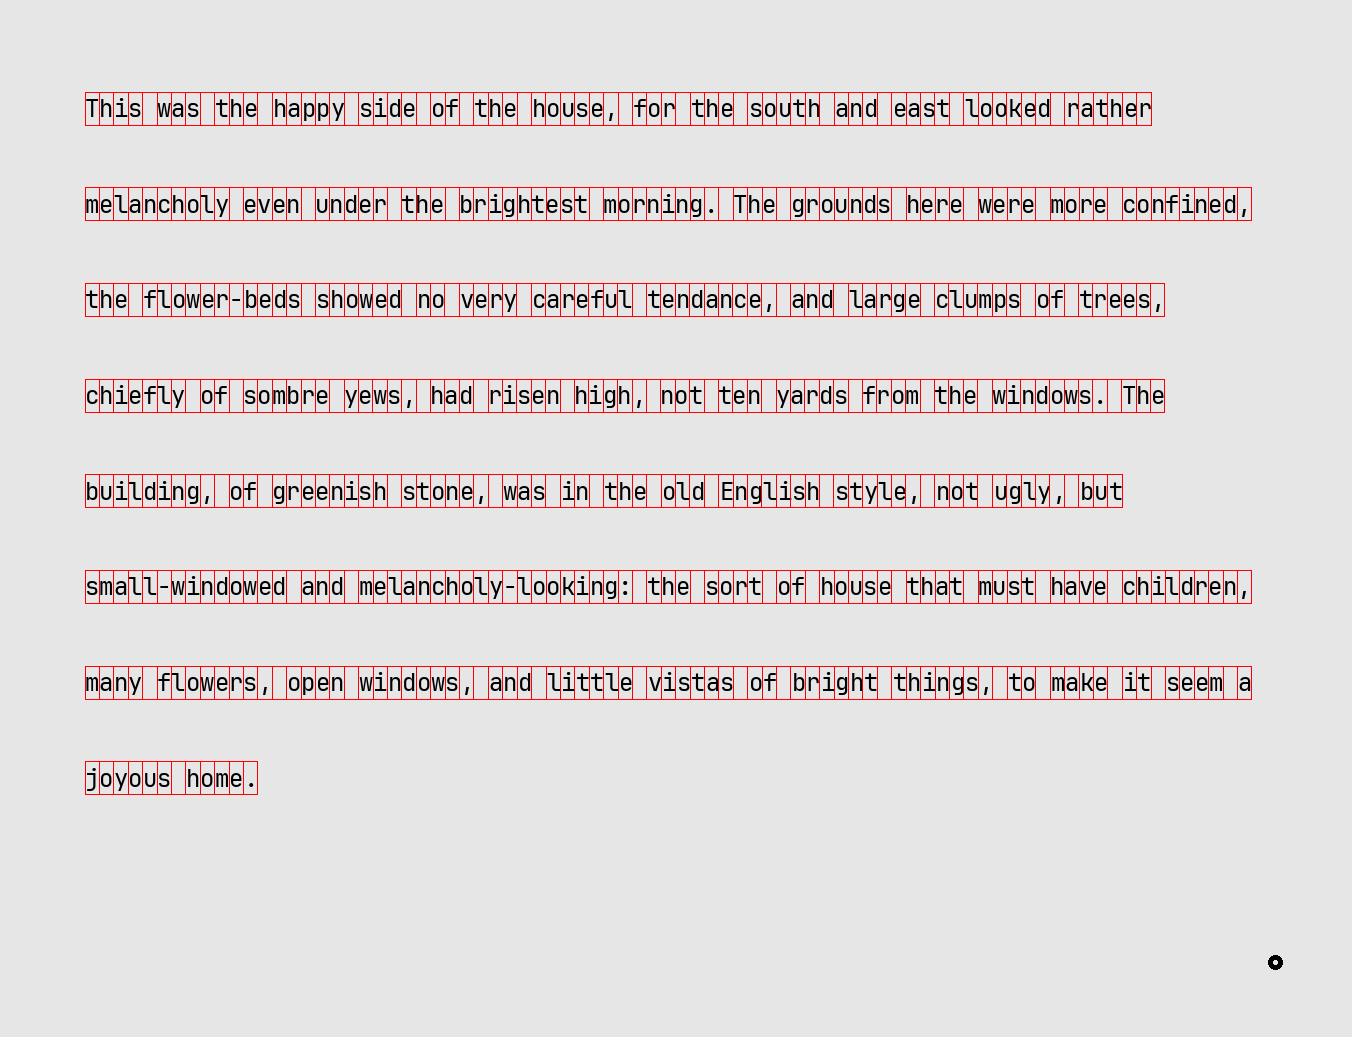 This was the happy side of the house, for the south and east looked rather
melancholy even under the brightest morning. The grounds here were more confined,
the flower-beds showed no very careful tendance, and large clumps of trees,
chiefly of sombre yews, had risen high, not ten yards from the windows. The
building, of greenish stone, was in the old English style, not ugly, but
small-windowed and melancholy-looking: the sort of house that must have children,
many flowers, open windows, and little vistas of bright things, to make it seem a
joyous home.